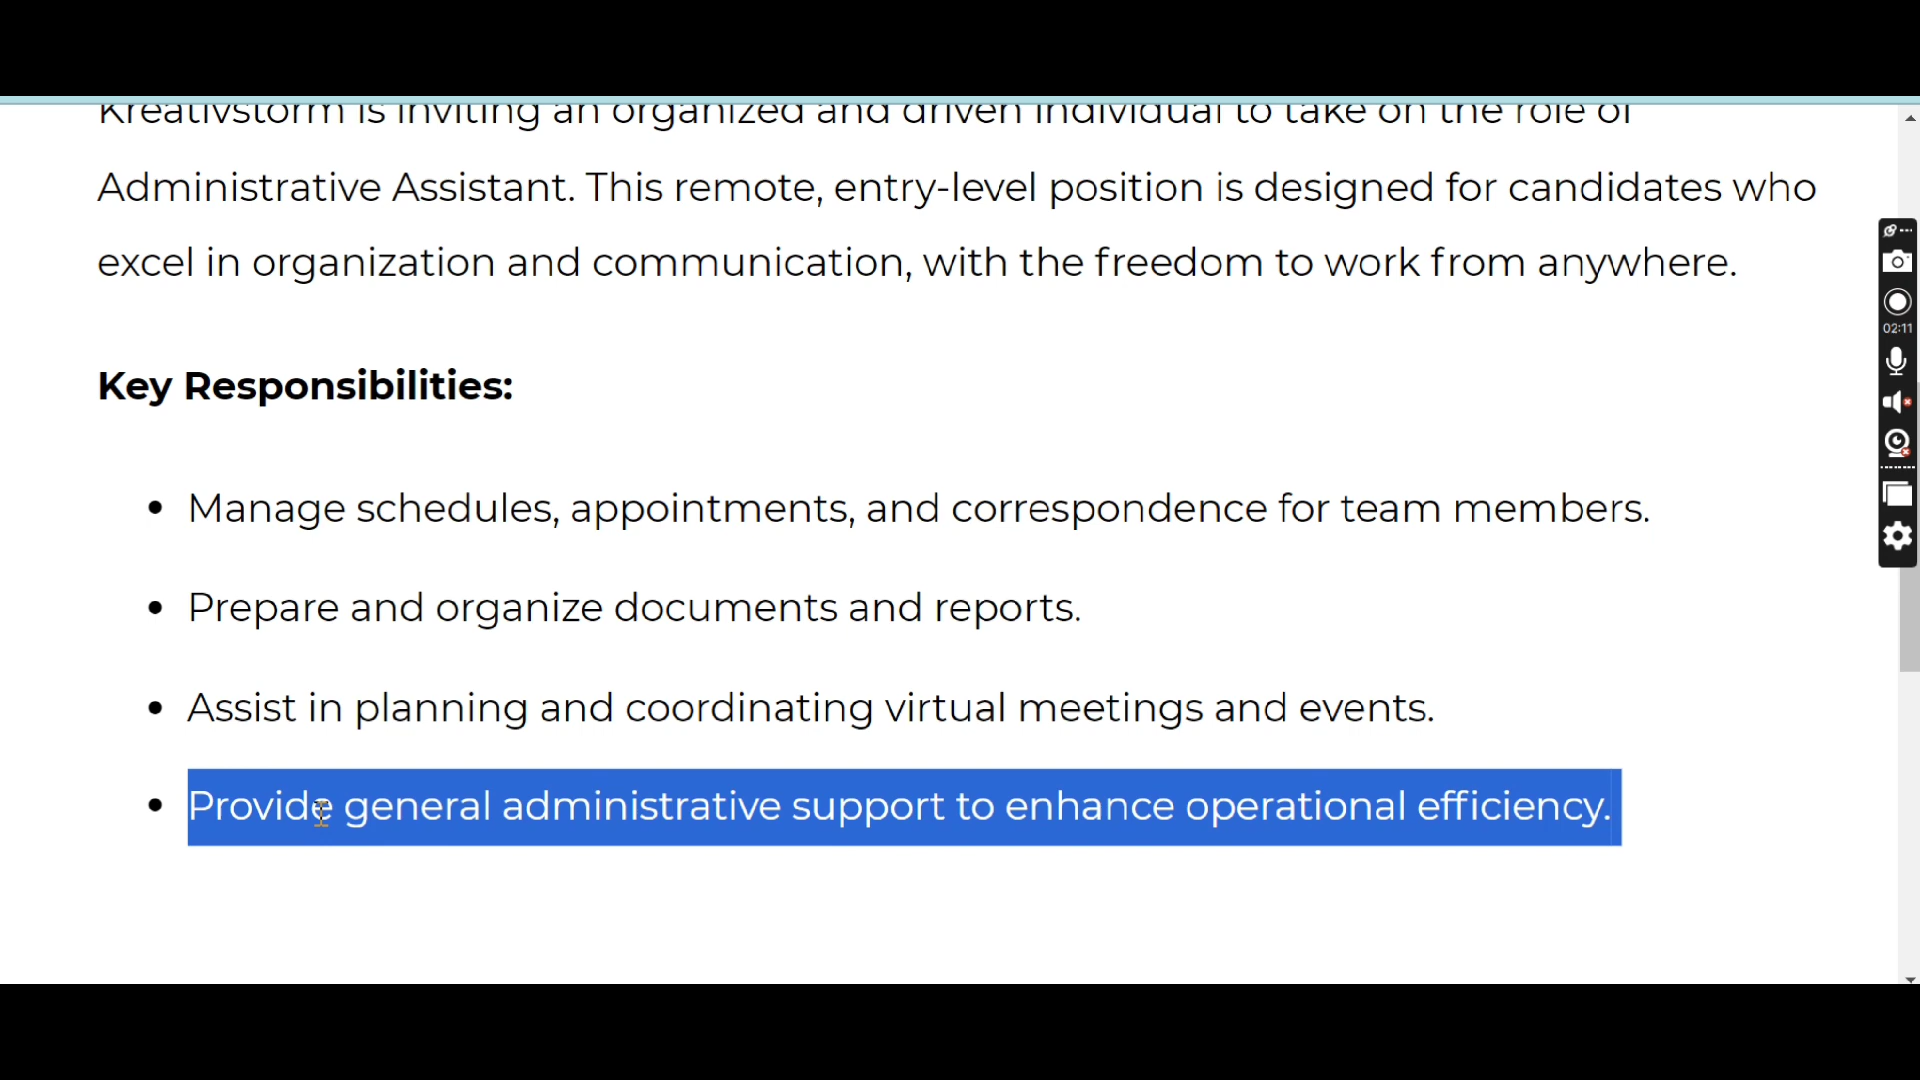 Kreativstorm is inviting an organized and driven individual to take on the role of
Administrative Assistant. This remote, entry-level position is designed for candidates who
excel in organization and communication, with the freedom to work from anywhere.
Key Responsibilities:
Manage schedules, appointments, and correspondence for team members.
Prepare and organize documents and reports.
Assist in planning and coordinating virtual meetings and events.
Provide general administrative support to enhance operational efficiency.
02:11